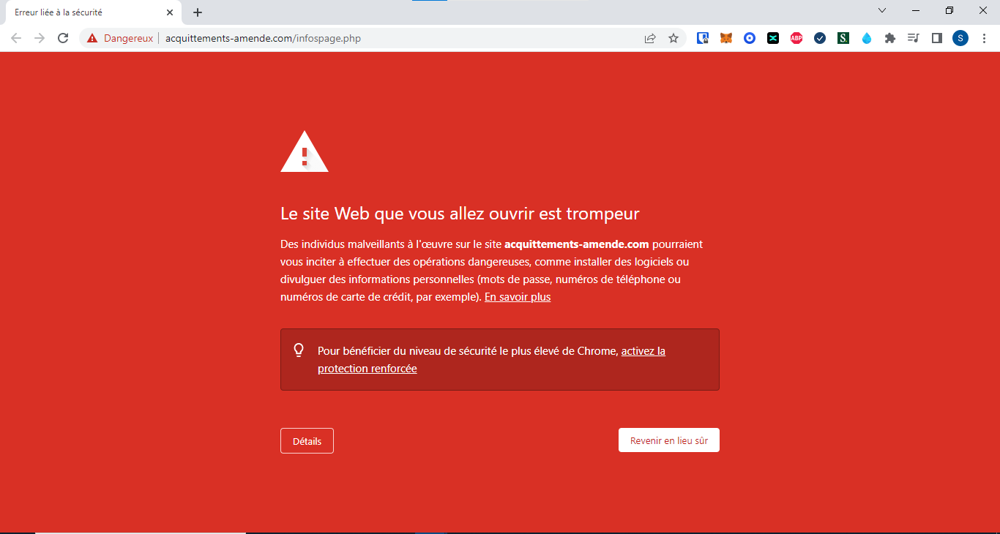 Erreur liée à la sécurité
Dangereux acquittements-amende.com/infospage.php
ABP
S.
S
Le site Web que vous allez ouvrir est trompeur
Des individus malveillants à l'œuvre sur le site acquittements-amende.com pourraient
vous inciter à effectuer des opérations dangereuses, comme installer des logiciels ou
divulguer des informations personnelles (mots de passe, numéros de téléphone ou
numéros de carte de crédit, par exemple). En savoir plus
Pour bénéficier du niveau de sécurité le plus élevé de Chrome, activez la
protection renforcée
Détails
Revenir en lieu sûr